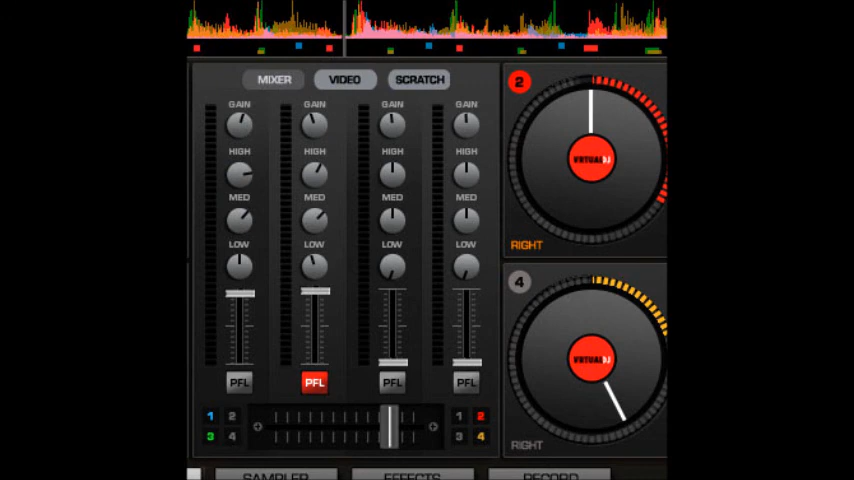 MIXER VIDEO SCRATCH
GAIN GAIN GAIN GAIN
HIGH HIGH HIGH HIGH
MED MED MED MED
LOW LOW LOW LOW
PFL PFL PFL PFL
1 2 1 2
3 4 3 4
2
VIRTUALDJ
RIGHT
4
VIRTUALDJ
RIGHT
SAMPLER EFFECTS RECORD